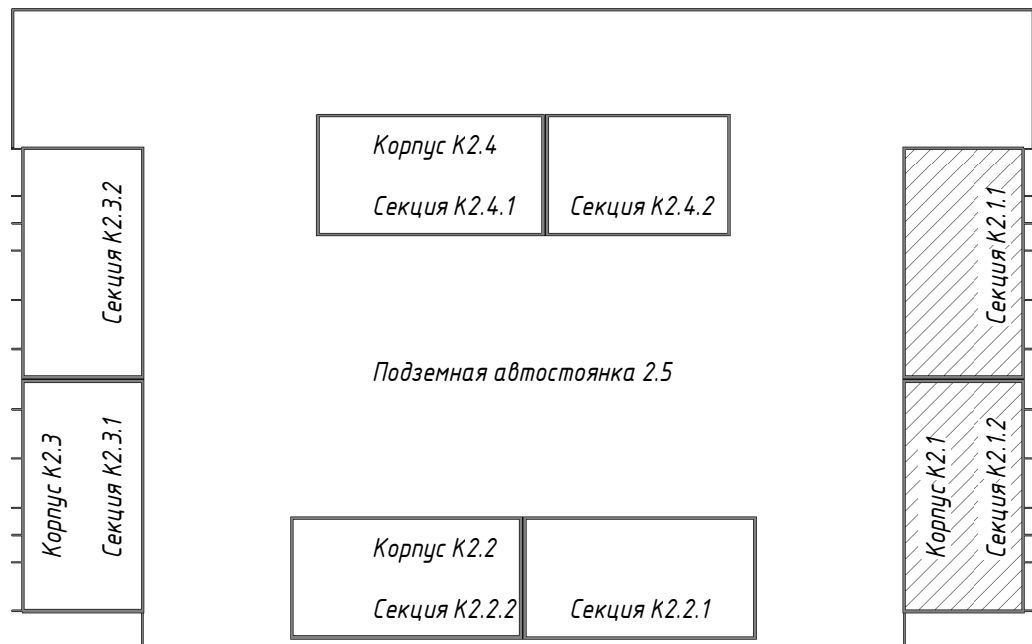 Корпус К2.4
Секция К2.4.1
Секция К2.4.2
Секция К2.3.2
Секция К2.1.1
Подземная автостоянка 2.5
Корпус К2.3
Секция К2.3.1
Корпус К2.1
Секция К2.1.2
Корпус К2.2
Секция К2.2.2
Секция К2.2.1